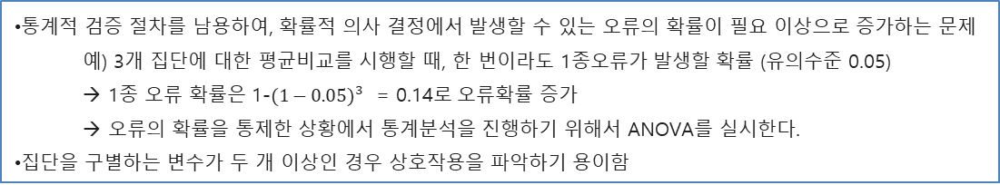 •통계적 검증 절차를 남용하여, 확률적 의사 결정에서 발생할 수 있는 오류의 확률이 필요 이상으로 증가하는 문제
예) 3개 집단에 대한 평균비교를 시행할 때, 한 번이라도 1종오류가 발생할 확률 (유의수준 0.05)
→ 1종 오류 확률은 1-(1 − 0.05)³ = 0.14로 오류확률 증가
→ 오류의 확률을 통제한 상황에서 통계분석을 진행하기 위해서 ANOVA를 실시한다.
•집단을 구별하는 변수가 두 개 이상인 경우 상호작용을 파악하기 용이함